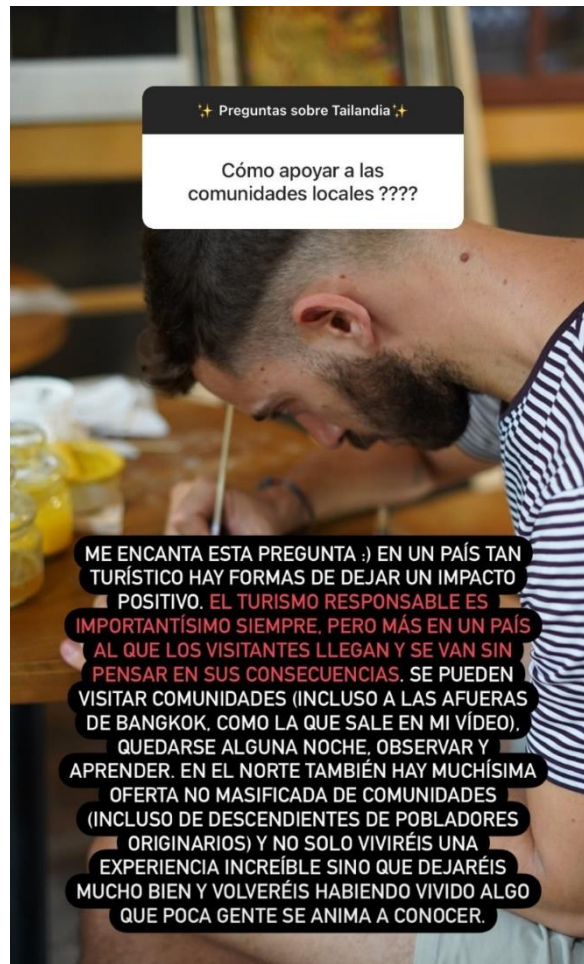 ✨ Preguntas sobre Tailandia ✨
Cómo apoyar a las
comunidades locales ????
ME ENCANTA ESTA PREGUNTA :) EN UN PAÍS TAN
TURÍSTICO HAY FORMAS DE DEJAR UN IMPACTO
POSITIVO. EL TURISMO RESPONSABLE ES
IMPORTANTÍSIMO SIEMPRE, PERO MÁS EN UN PAÍS
AL QUE LOS VISITANTES LLEGAN Y SE VAN SIN
PENSAR EN SUS CONSECUENCIAS. SE PUEDEN
VISITAR COMUNIDADES (INCLUSO A LAS AFUERAS
DE BANGKOK, COMO LA QUE SALE EN MI VÍDEO),
QUEDARSE ALGUNA NOCHE, OBSERVAR Y
APRENDER. EN EL NORTE TAMBIÉN HAY MUCHÍSIMA
OFERTA NO MASIFICADA DE COMUNIDADES
(INCLUSO DE DESCENDIENTES DE POBLADORES
ORIGINARIOS) Y NO SOLO VIVIRÉIS UNA
EXPERIENCIA INCREÍBLE SINO QUE DEJARÉIS
MUCHO BIEN Y VOLVERÉIS HABIENDO VIVIDO ALGO
QUE POCA GENTE SE ANIMA A CONOCER.